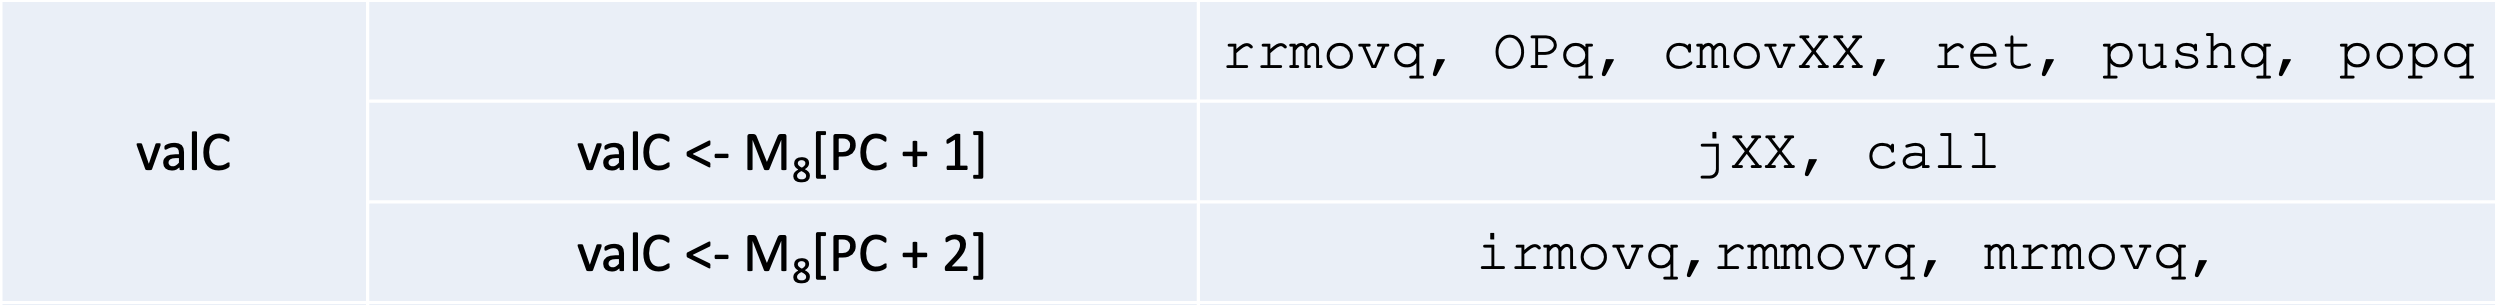 rrmovq, OPq, cmovXX, ret, pushq, popq
valC
valC <- M8[PC + 1]
jXX, call
valC <- M8[PC + 2]
irmovq,rmmovq, mrmovq,